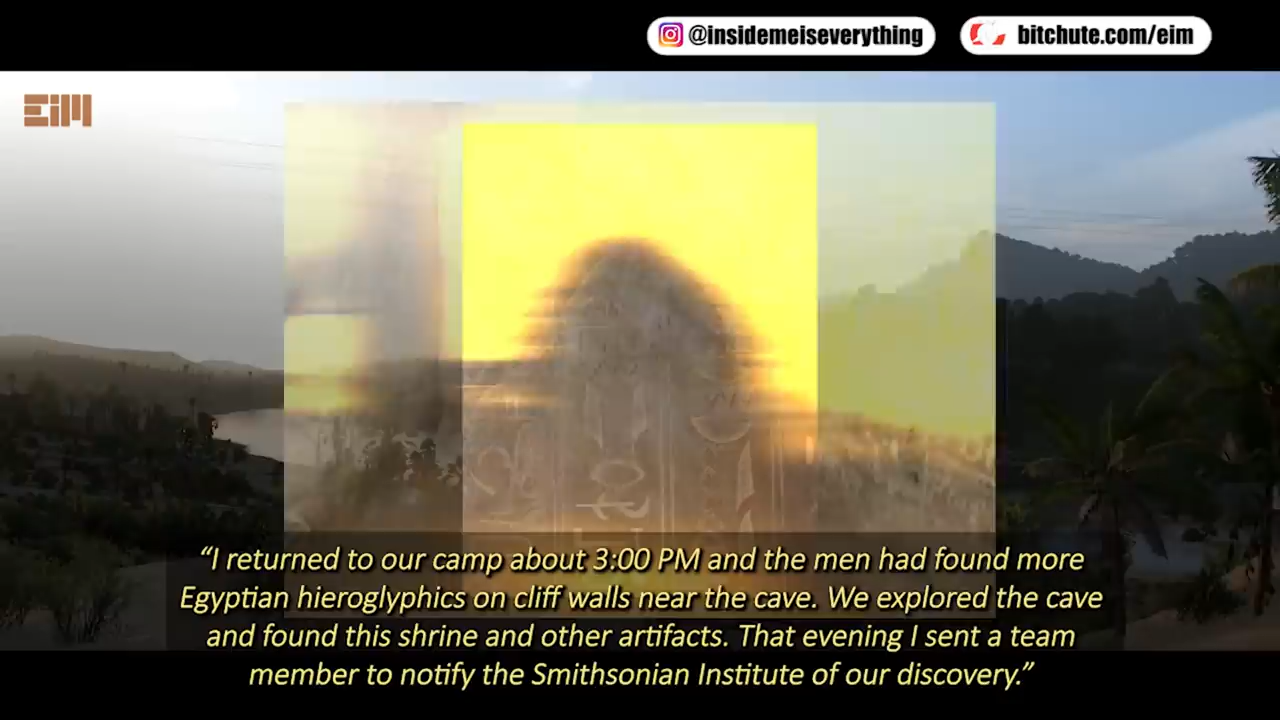 @insidemeiseverything
bitchute.com/eim
EiM
“I returned to our camp about 3:00 PM and the men had found more
Egyptian hieroglyphics on cliff walls near the cave. We explored the cave
and found this shrine and other artifacts. That evening I sent a team
member to notify the Smithsonian Institute of our discovery.”